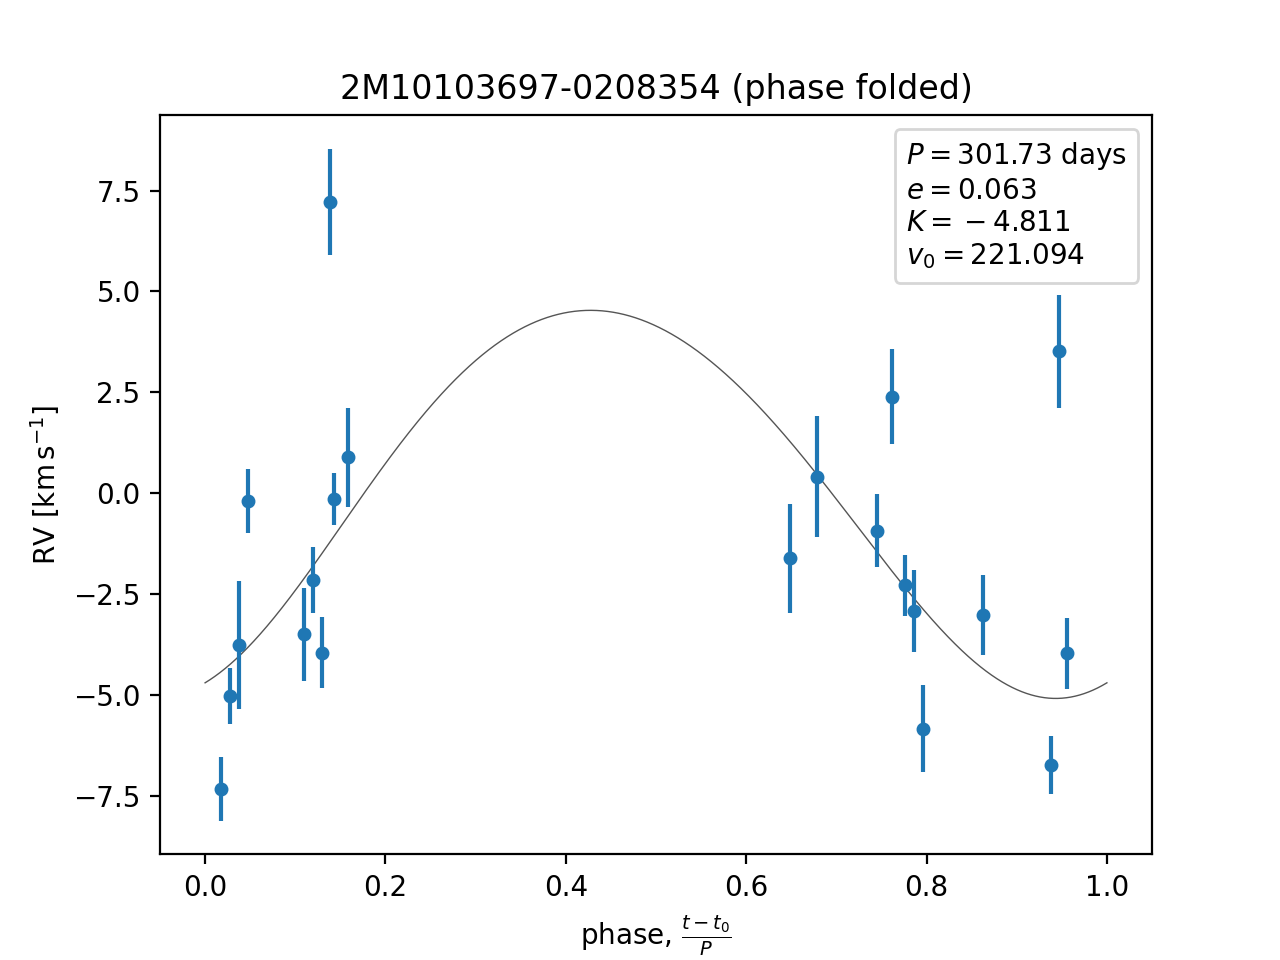 2M10103697-0208354 (phase folded)
P = 301.73 days
e = 0.063
K = −4.811
v₀ = 221.094
RV [km s⁻¹]
7.5
5.0
2.5
0.0
−2.5
−5.0
−7.5
0.0 0.2 0.4 0.6 0.8 1.0
phase, (t − t₀)/P